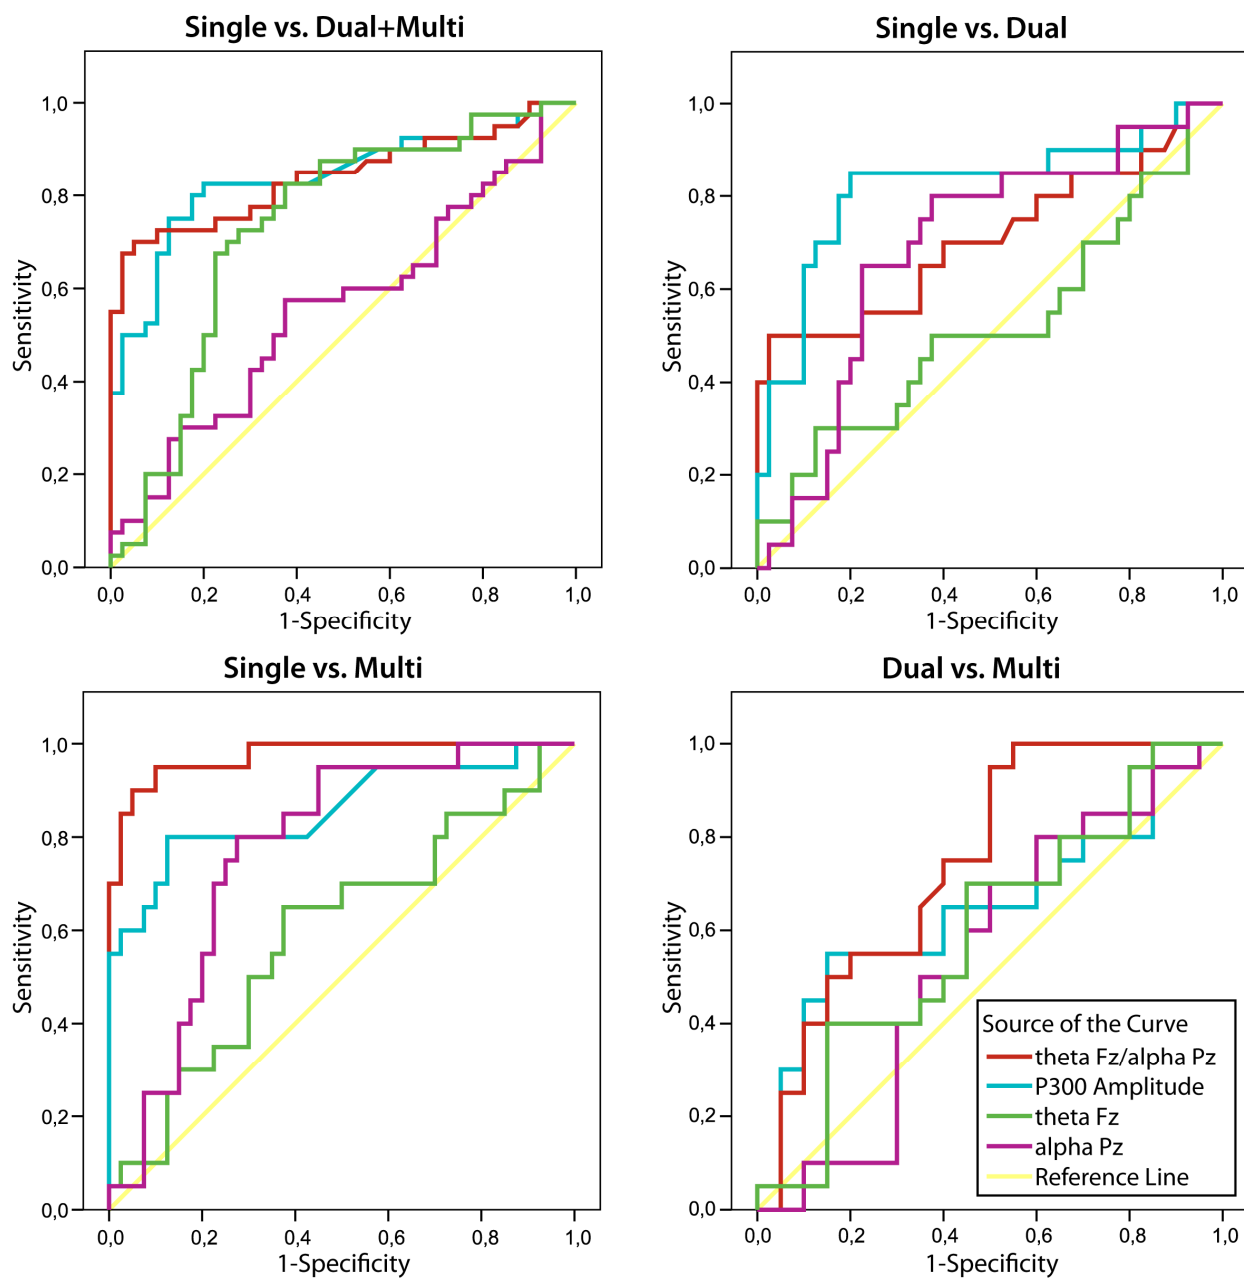 Single vs. Dual+Multi
Sensitivity
1,0
0,8
0,6
0,4
0,2
0,0
0,0 0,2 0,4 0,6 0,8 1,0
1-Specificity
Single vs. Dual
Sensitivity
1,0
0,8
0,6
0,4
0,2
0,0
0,0 0,2 0,4 0,6 0,8 1,0
1-Specificity
Single vs. Multi
Sensitivity
1,0
0,8
0,6
0,4
0,2
0,0
0,0 0,2 0,4 0,6 0,8 1,0
1-Specificity
Dual vs. Multi
Sensitivity
1,0
0,8
0,6
0,4
0,2
0,0
0,0 0,2 0,4 0,6 0,8 1,0
1-Specificity
Source of the Curve
theta Fz/alpha Pz
P300 Amplitude
theta Fz
alpha Pz
Reference Line